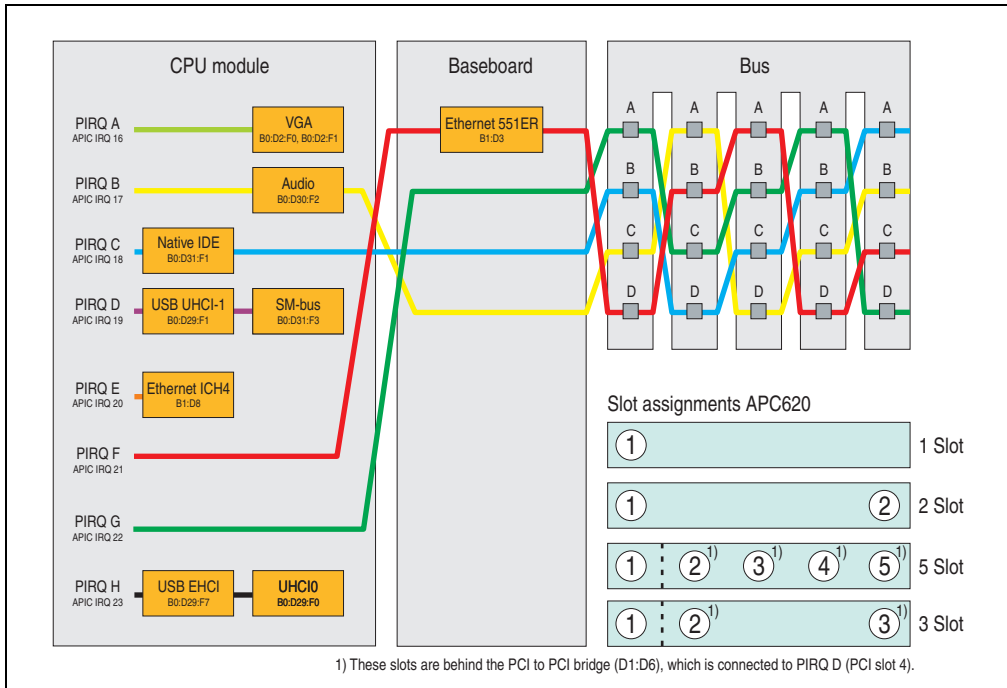 CPU module
Baseboard
Bus
PIRQ A
APIC IRQ 16
VGA
B0:D2:F0, B0:D2:F1
PIRQ B
APIC IRQ 17
Audio
B0:D30:F2
PIRQ C
APIC IRQ 18
Native IDE
B0:D31:F1
PIRQ D
APIC IRQ 19
USB UHCI-1
B0:D29:F1
SM-bus
B0:D31:F3
PIRQ E
APIC IRQ 20
Ethernet ICH4
B1:D8
PIRQ F
APIC IRQ 21
PIRQ G
APIC IRQ 22
PIRQ H
APIC IRQ 23
USB EHCI
B0:D29:F7
UHCI0
B0:D29:F0
Ethernet 551ER
B1:D3
A A A A A
B B B B B
C C C C C
D D D D D
Slot assignments APC620
1 1 Slot
1 2 2 Slot
1 2 1) 3 1) 4 1) 5 1) 5 Slot
1 2 1) 3 1) 3 Slot
1) These slots are behind the PCI to PCI bridge (D1:D6), which is connected to PIRQ D (PCI slot 4).